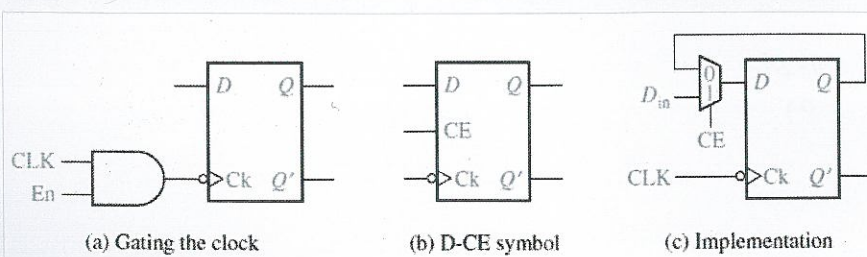 D Q
CLK
En
Ck Q'
(a) Gating the clock
D Q
CE
Ck Q'
(b) D-CE symbol
0
1
D Q
D_in
CE
CLK
Ck Q'
(c) Implementation